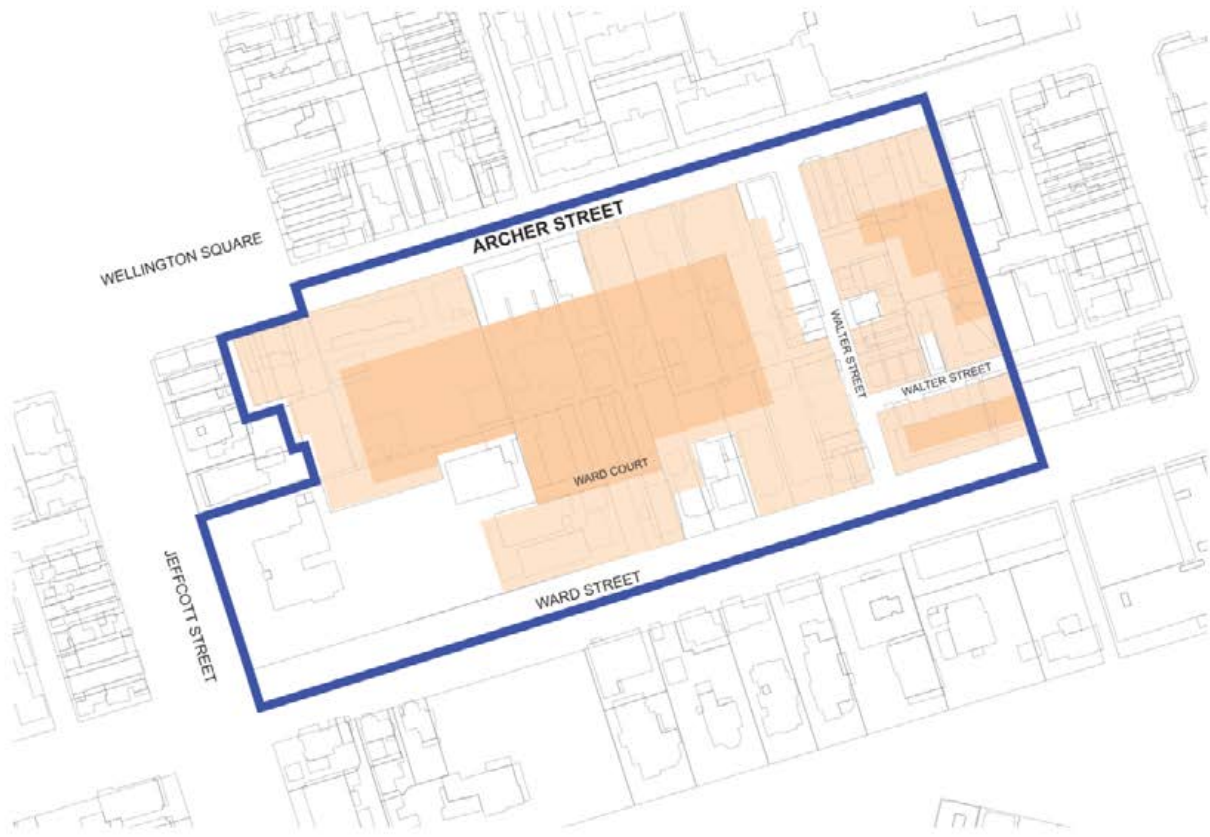 WELLINGTON SQUARE
ARCHER STREET
WALTER STREET
WALTER STREET
WARD COURT
WARD STREET
JEFFCOTT STREET